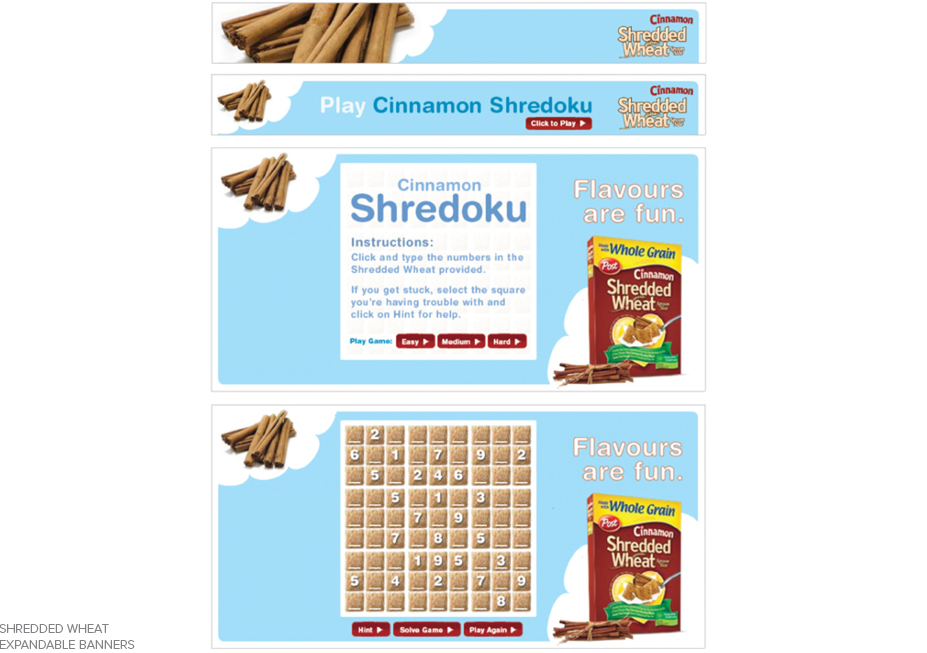 Cinnamon
Shredded
Wheat
Play Cinnamon Shredoku
Click to Play
Cinnamon
Shredded
Wheat
Cinnamon
Shredoku
Instructions:
Click and type the numbers in the
Shredded Wheat provided.
If you get stuck, select the square
you're having trouble with and
click on Hint for help.
Play Game: Easy Medium Hard
Flavours
are fun.
Whole Grain
Post
Cinnamon
Shredded
Wheat
2
6 1 7 9 2
5 2 4 6
5 1 3
7 9
7 8 5
1 9 5 3
5 4 2 7 9
8
Hint Solve Game Play Again
Flavours
are fun.
Whole Grain
Post
Cinnamon
Shredded
Wheat
SHREDDED WHEAT
EXPANDABLE BANNERS